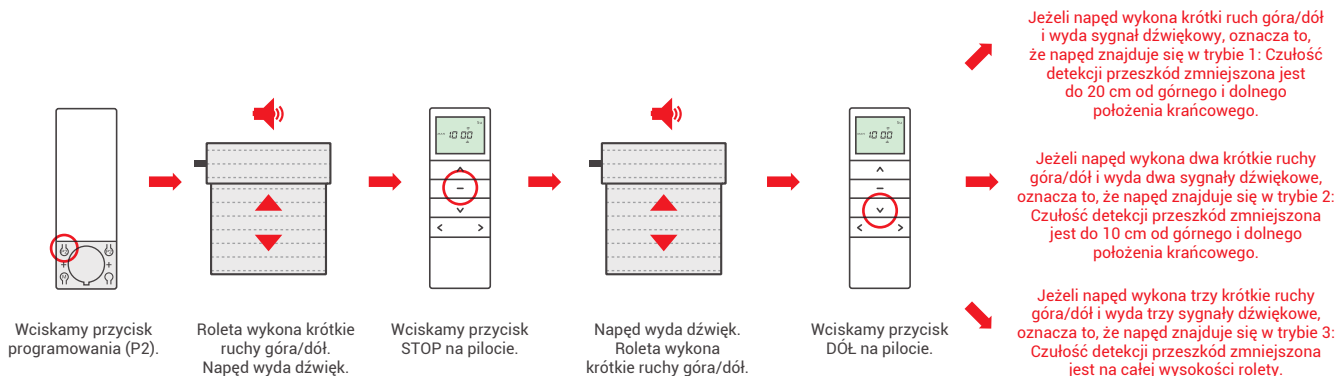 Jeżeli napęd wykona krótki ruch góra/dół
i wyda sygnał dźwiękowy, oznacza to,
że napęd znajduje się w trybie 1: Czułość
detekcji przeszkód zmniejszona jest
do 20 cm od górnego i dolnego
położenia krańcowego.
10 00
10 00
Jeżeli napęd wykona dwa krótkie ruchy
góra/dół i wyda dwa sygnały dźwiękowe,
oznacza to, że napęd znajduje się w trybie 2:
Czułość detekcji przeszkód zmniejszona
jest do 10 cm od górnego i dolnego
położenia krańcowego.
Jeżeli napęd wykona trzy krótkie ruchy
góra/dół i wyda trzy sygnały dźwiękowe,
oznacza to, że napęd znajduje się w trybie 3:
Czułość detekcji przeszkód zmniejszona
jest na całej wysokości rolety.
Wciskamy przycisk
programowania (P2).
Roleta wykona krótkie
ruchy góra/dół.
Napęd wyda dźwięk.
Wciskamy przycisk
STOP na pilocie.
Napęd wyda dźwięk.
Roleta wykona
krótkie ruchy góra/dół.
Wciskamy przycisk
DÓŁ na pilocie.